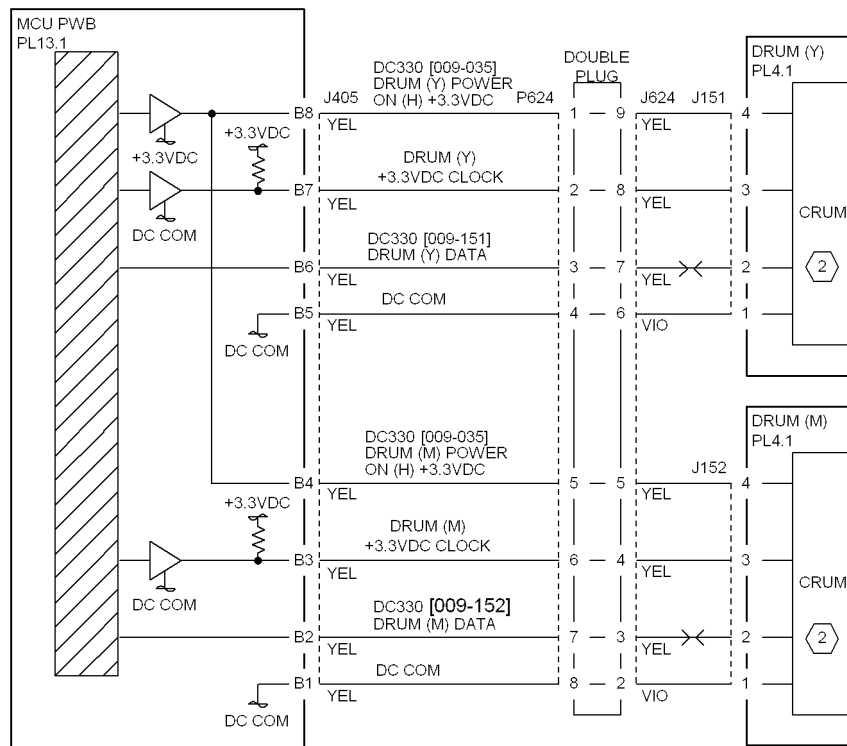 MCU PWB
PL13.1
DC330 [009-035]
DRUM (Y) POWER
ON (H) +3.3VDC
DOUBLE
PLUG
DRUM (Y)
PL4.1
B8 J405 P624 1 9 J624 J151 4
YEL YEL
+3.3VDC
+3.3VDC
DRUM (Y)
+3.3VDC CLOCK
B7 2 8 3
YEL YEL
DC COM
CRUM
DC330 [009-151]
DRUM (Y) DATA
B6 3 7 2 2
YEL YEL
DC COM
B5 4 6 1
YEL VIO
DC COM
DC330 [009-035]
DRUM (M) POWER
ON (H) +3.3VDC
DRUM (M)
PL4.1
J152
B4 5 5 4
YEL YEL
+3.3VDC
DRUM (M)
+3.3VDC CLOCK
B3 6 4 3
YEL YEL
DC COM
CRUM
DC330 [009-152]
DRUM (M) DATA
B2 7 3 2 2
YEL YEL
DC COM
B1 8 2 1
YEL VIO
DC COM